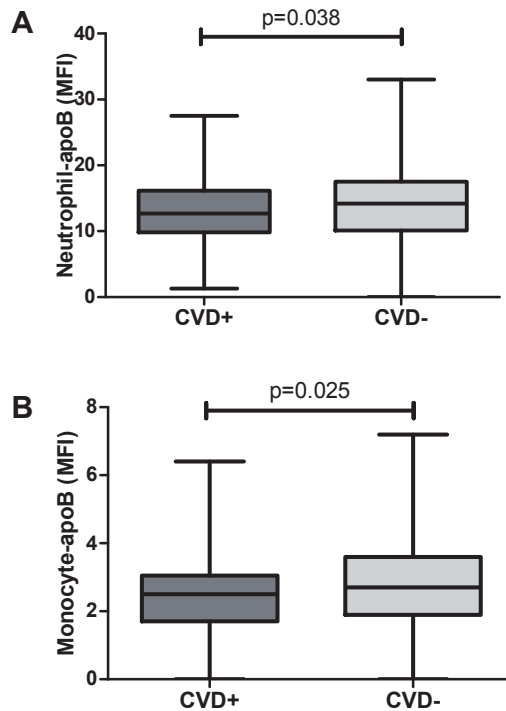 A
p=0.038
Neutrophil-apoB (MFI)
40
30
20
10
0
CVD+ CVD-
B
p=0.025
Monocyte-apoB (MFI)
8
6
4
2
0
CVD+ CVD-